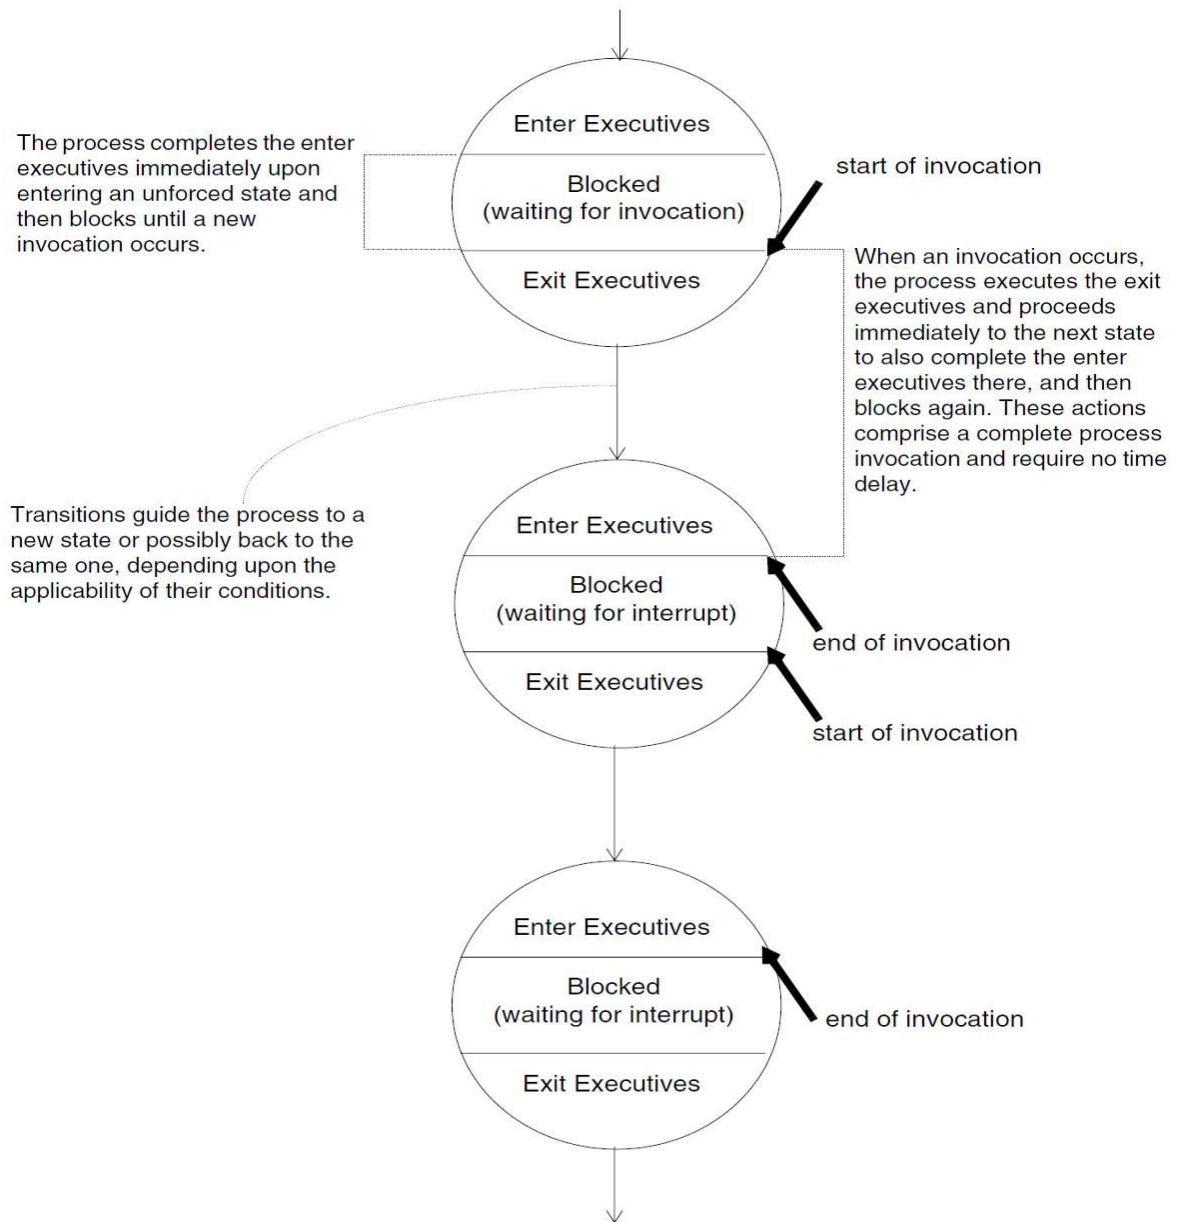 Enter Executives
The process completes the enter
executives immediately upon
entering an unforced state and
then blocks until a new
invocation occurs.
Blocked
(waiting for invocation)
start of invocation
Exit Executives
When an invocation occurs,
the process executes the exit
executives and proceeds
immediately to the next state
to also complete the enter
executives there, and then
blocks again. These actions
comprise a complete process
invocation and require no time
delay.
Transitions guide the process to a
new state or possibly back to the
same one, depending upon the
applicability of their conditions.
Enter Executives
Blocked
(waiting for interrupt)
end of invocation
Exit Executives
start of invocation
Enter Executives
Blocked
(waiting for interrupt)
end of invocation
Exit Executives